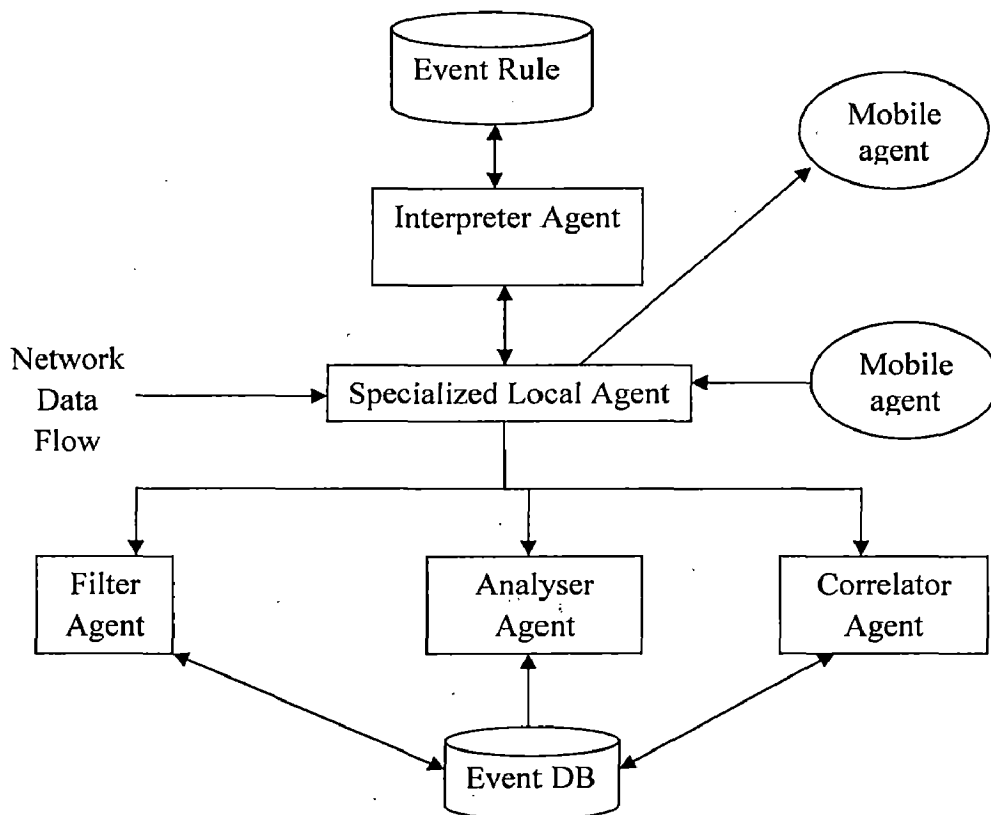 Event Rule
Mobile
agent
Interpreter Agent
Network
Data
Flow
Specialized Local Agent
Mobile
agent
Filter
Agent
Analyser
Agent
Correlator
Agent
Event DB